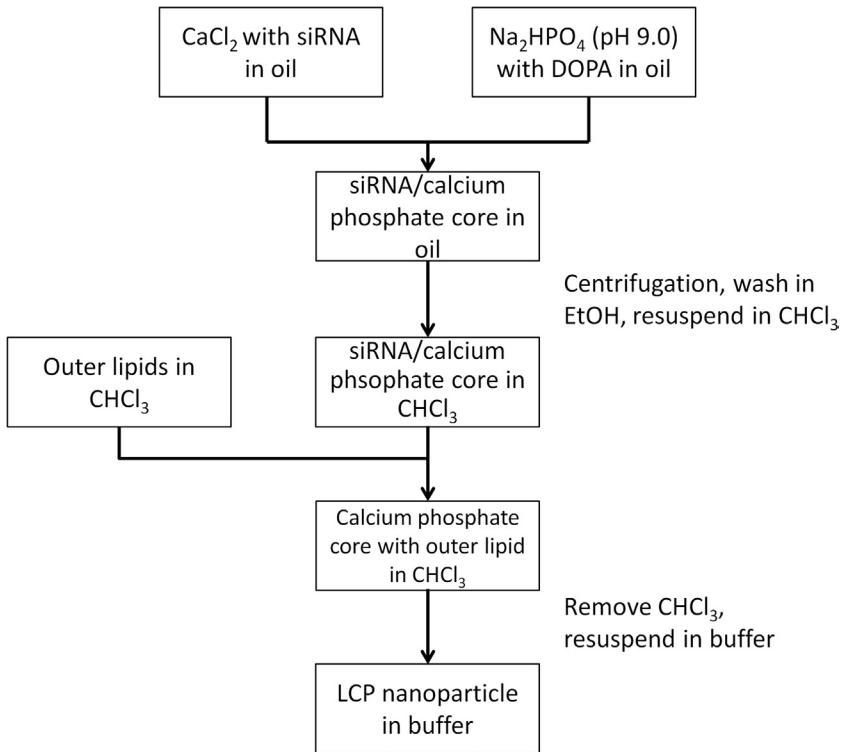 CaCl₂ with siRNA
in oil
Na₂HPO₄ (pH 9.0)
with DOPA in oil
siRNA/calcium
phosphate core in
oil
Centrifugation, wash in
EtOH, resuspend in CHCl₃
Outer lipids in
CHCl₃
siRNA/calcium
phsophate core in
CHCl₃
Calcium phosphate
core with outer lipid
in CHCl₃
Remove CHCl₃,
resuspend in buffer
LCP nanoparticle
in buffer